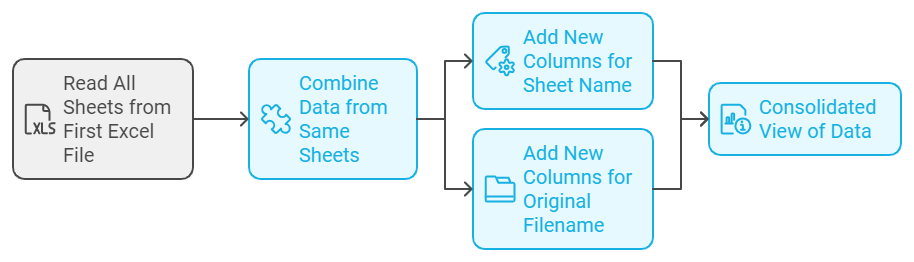 Read All
Sheets from
First Excel
File
XLS
Combine
Data from
Same
Sheets
Add New
Columns for
Sheet Name
Add New
Columns for
Original
Filename
Consolidated
View of Data